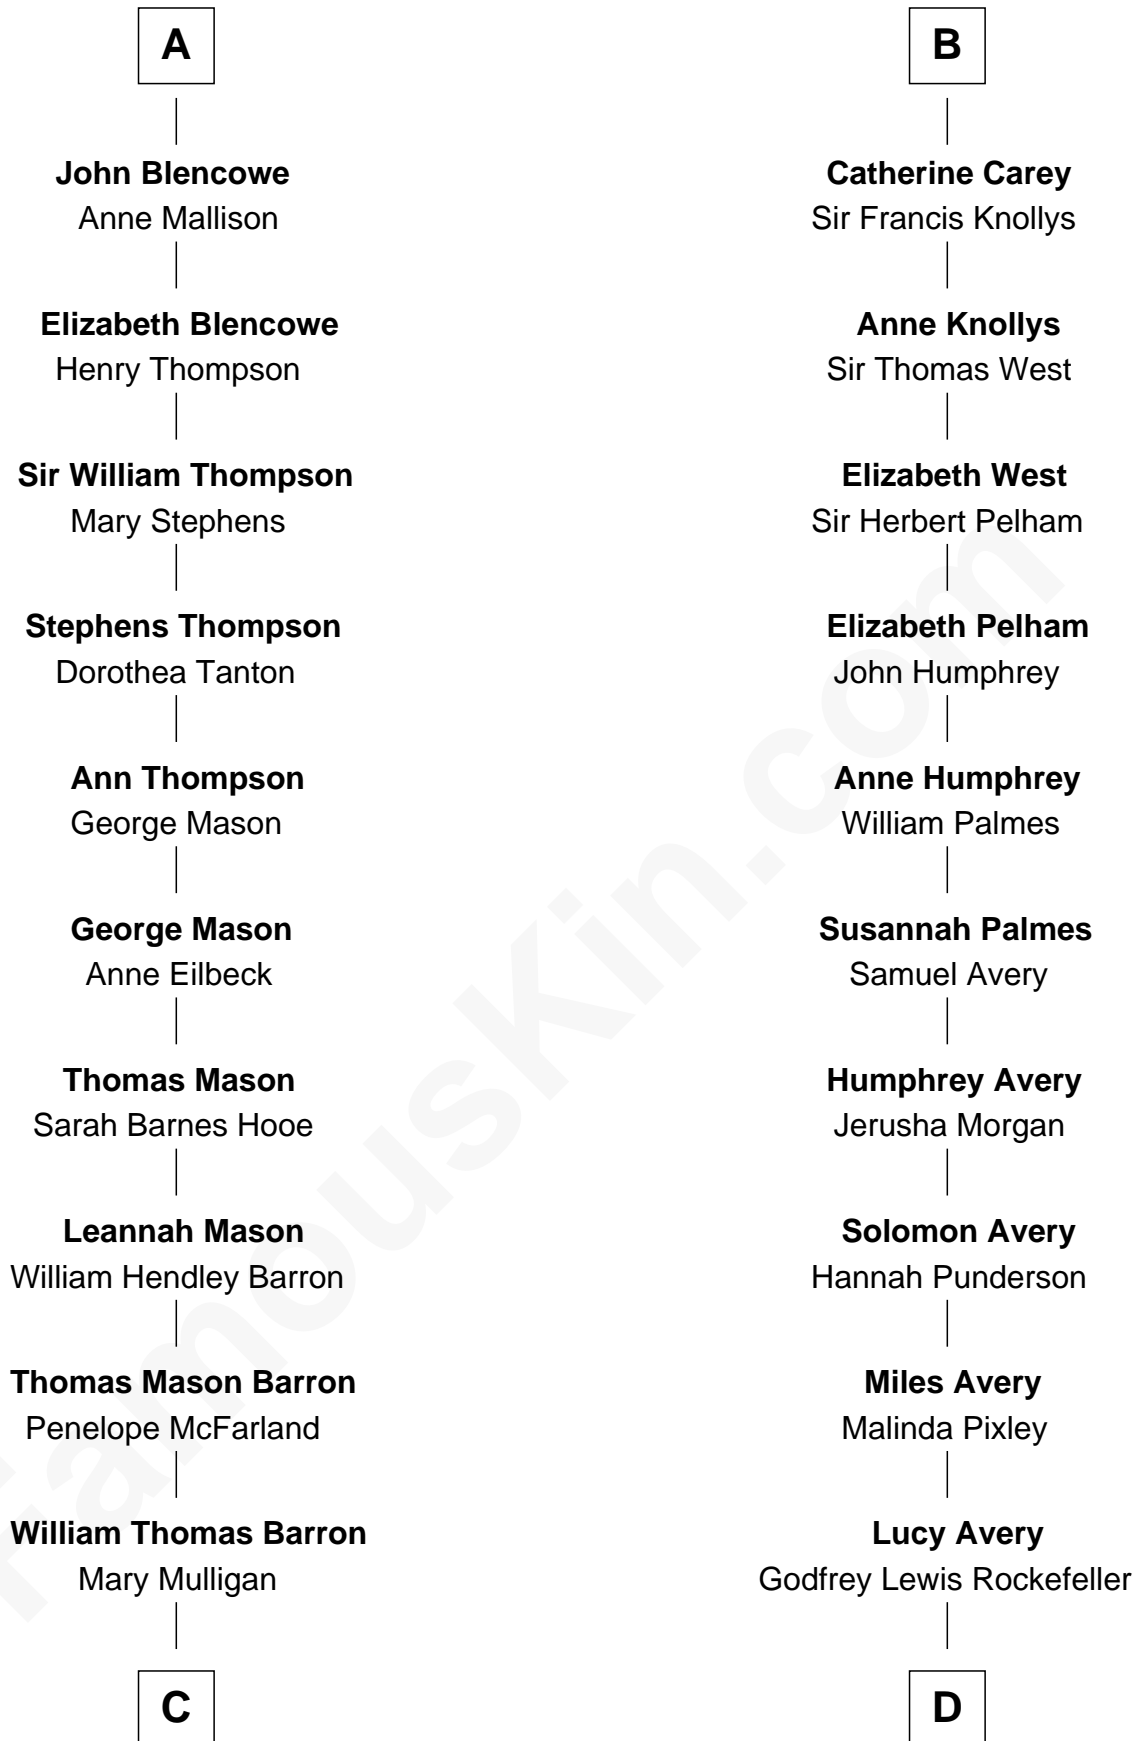 A
John Blencowe
Anne Mallison
Elizabeth Blencowe
Henry Thompson
Sir William Thompson
Mary Stephens
Stephens Thompson
Dorothea Tanton
Ann Thompson
George Mason
George Mason
Anne Eilbeck
Thomas Mason
Sarah Barnes Hooe
Leannah Mason
William Hendley Barron
Thomas Mason Barron
Penelope McFarland
William Thomas Barron
Mary Mulligan
C
B
Catherine Carey
Sir Francis Knollys
Anne Knollys
Sir Thomas West
Elizabeth West
Sir Herbert Pelham
Elizabeth Pelham
John Humphrey
Anne Humphrey
William Palmes
Susannah Palmes
Samuel Avery
Humphrey Avery
Jerusha Morgan
Solomon Avery
Hannah Punderson
Miles Avery
Malinda Pixley
Lucy Avery
Godfrey Lewis Rockefeller
D
FamousKin.com